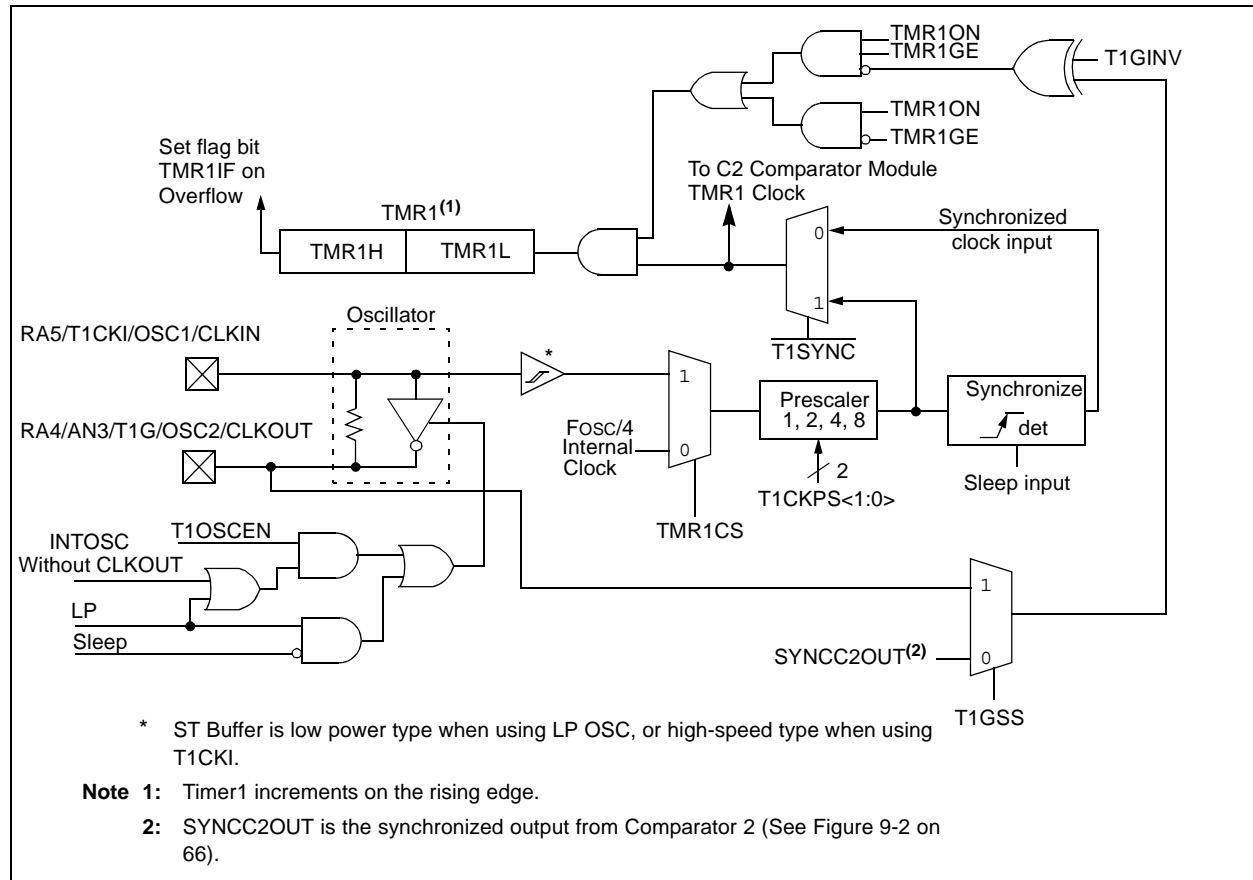 TMR1ON
TMR1GE
T1GINV
TMR1ON
TMR1GE
Set flag bit
TMR1IF on
Overflow
To C2 Comparator Module
TMR1 Clock
TMR1(1)
TMR1H
TMR1L
0
1
Synchronized
clock input
T1SYNC
Oscillator
RA5/T1CKI/OSC1/CLKIN
*
1
0
FOSC/4
Internal
Clock
TMR1CS
Prescaler
1, 2, 4, 8
2
T1CKPS<1:0>
Synchronize
det
Sleep input
RA4/AN3/T1G/OSC2/CLKOUT
T1OSCEN
INTOSC
Without CLKOUT
LP
Sleep
1
0
SYNCC2OUT(2)
T1GSS
* ST Buffer is low power type when using LP OSC, or high-speed type when using
T1CKI.
Note 1: Timer1 increments on the rising edge.
2: SYNCC2OUT is the synchronized output from Comparator 2 (See Figure 9-2 on
66).